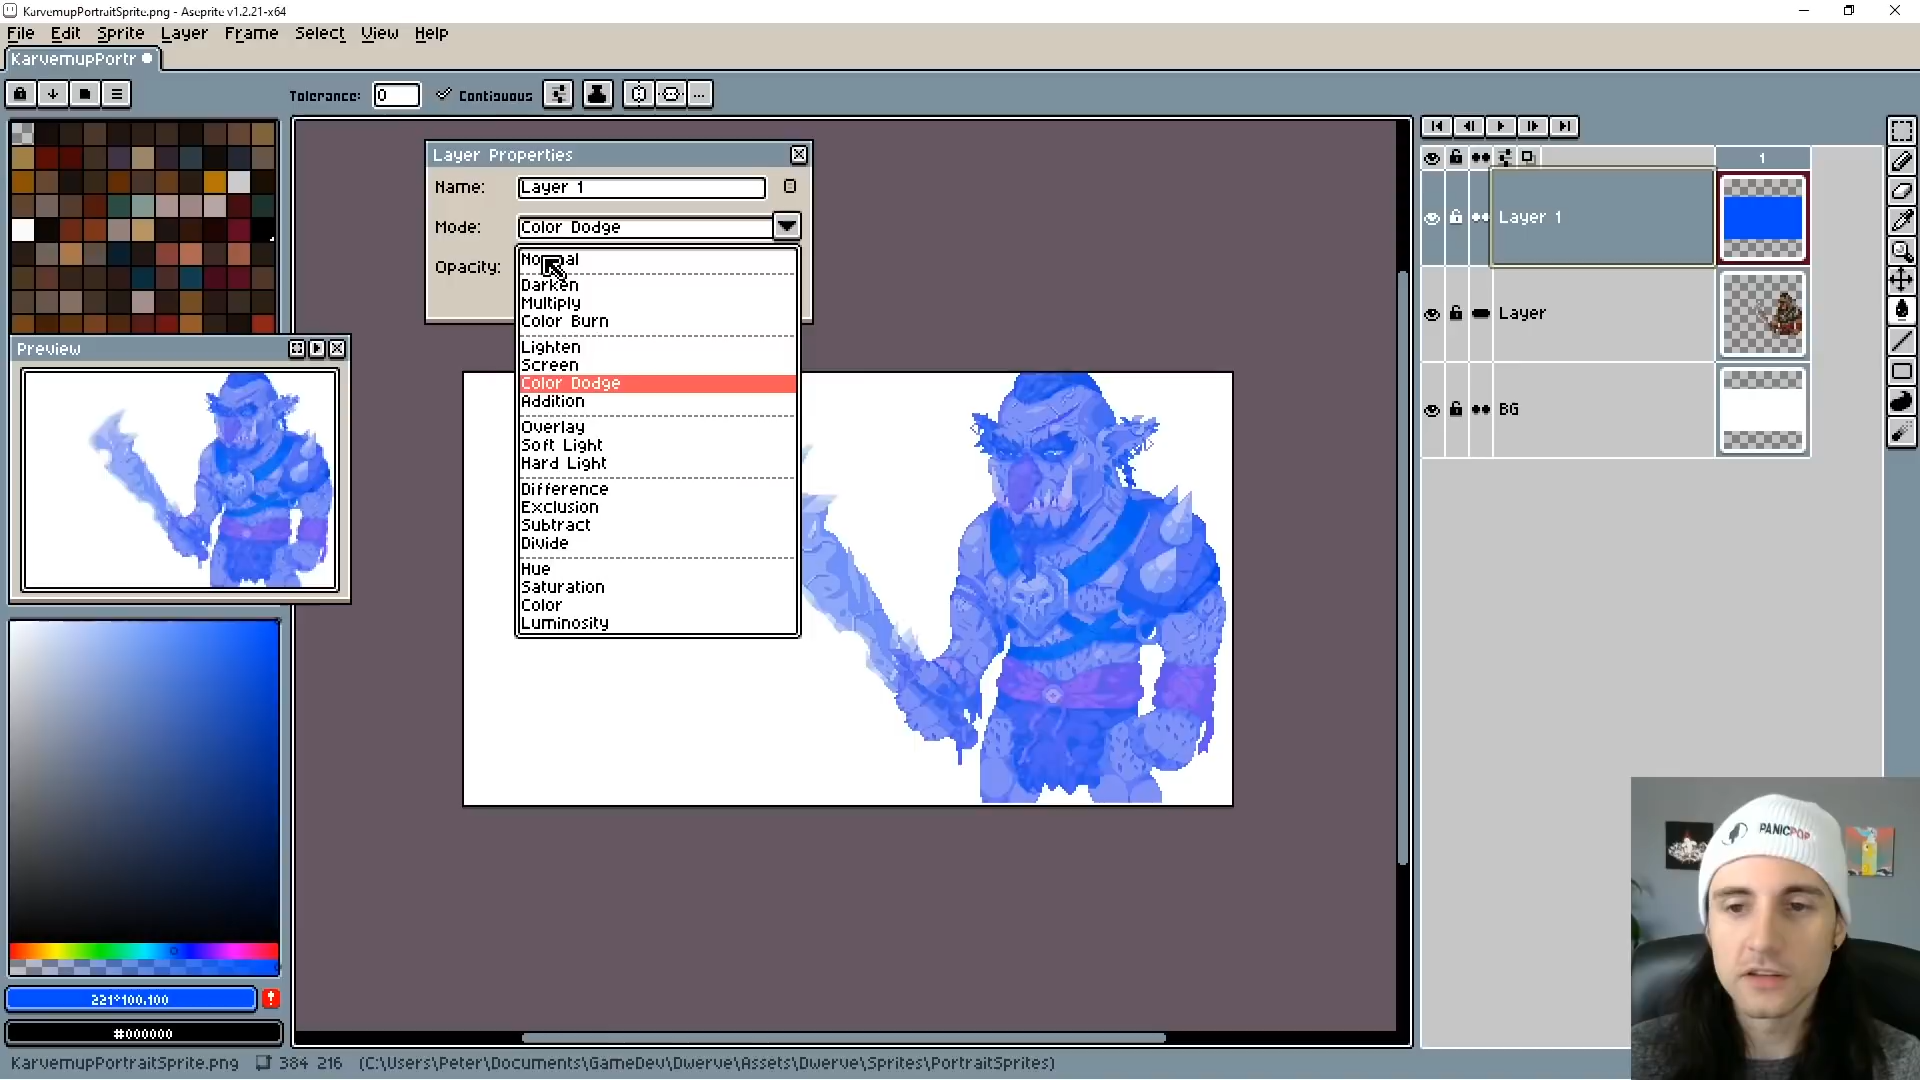 KarvemupPortraitSprite.png - Aseprite v1.2.21-x64
File Edit Sprite Layer Frame Select View Help
KarvemupPortr
Tolerance: 0 Contiguous ...
Layer Properties
Name: Layer 1
Mode: Color Dodge
Opacity:
Normal
Darken
Multiply
Color Burn
Lighten
Screen
Color Dodge
Addition
Overlay
Soft Light
Hard Light
Difference
Exclusion
Subtract
Divide
Hue
Saturation
Color
Luminosity
Preview
1
Layer 1
Layer
BG
221°100,100 !
#000000
PANICPOP
KarvemupPortraitSprite.png 384 216 (C:\Users\Peter\Documents\GameDev\Dwerve\Assets\Dwerve\Sprites\PortraitSprites)